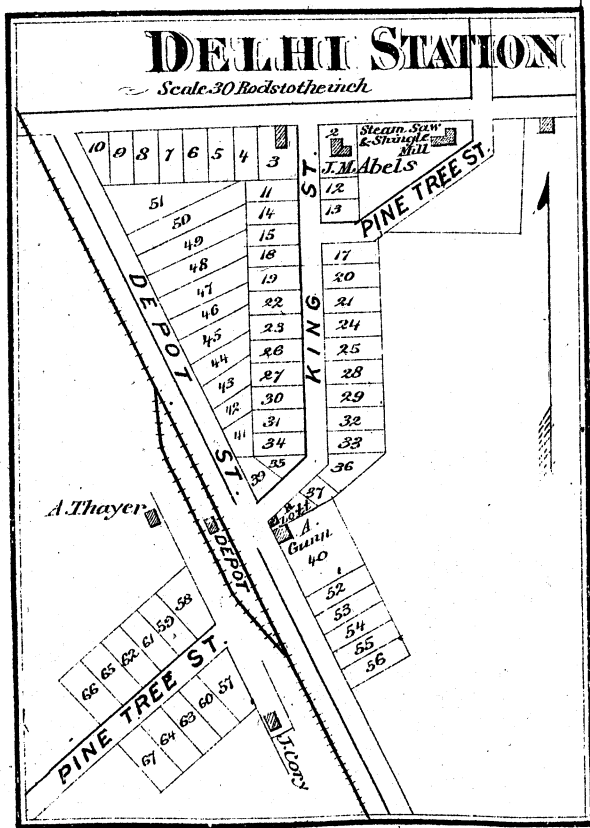 DELHI STATION
Scale 30 Rods to the inch
10 9 8 7 6 5 4 3
2
Steam Saw
& Shingle
Mill
J. M. Abels
12
13
PINE TREE ST.
KING ST.
51
50
49
48
47
46
45
44
43
42
41
39
11
14
15
18
19
22
23
26
27
30
31
34
35
17
20
21
24
25
28
29
32
33
36
37
DEPOT ST.
A. Thayer
DEPOT
A.
Gunn
40
52
53
54
55
56
66 65 62 61 59 58
PINE TREE ST.
67 64 63 60 57
J. Cory